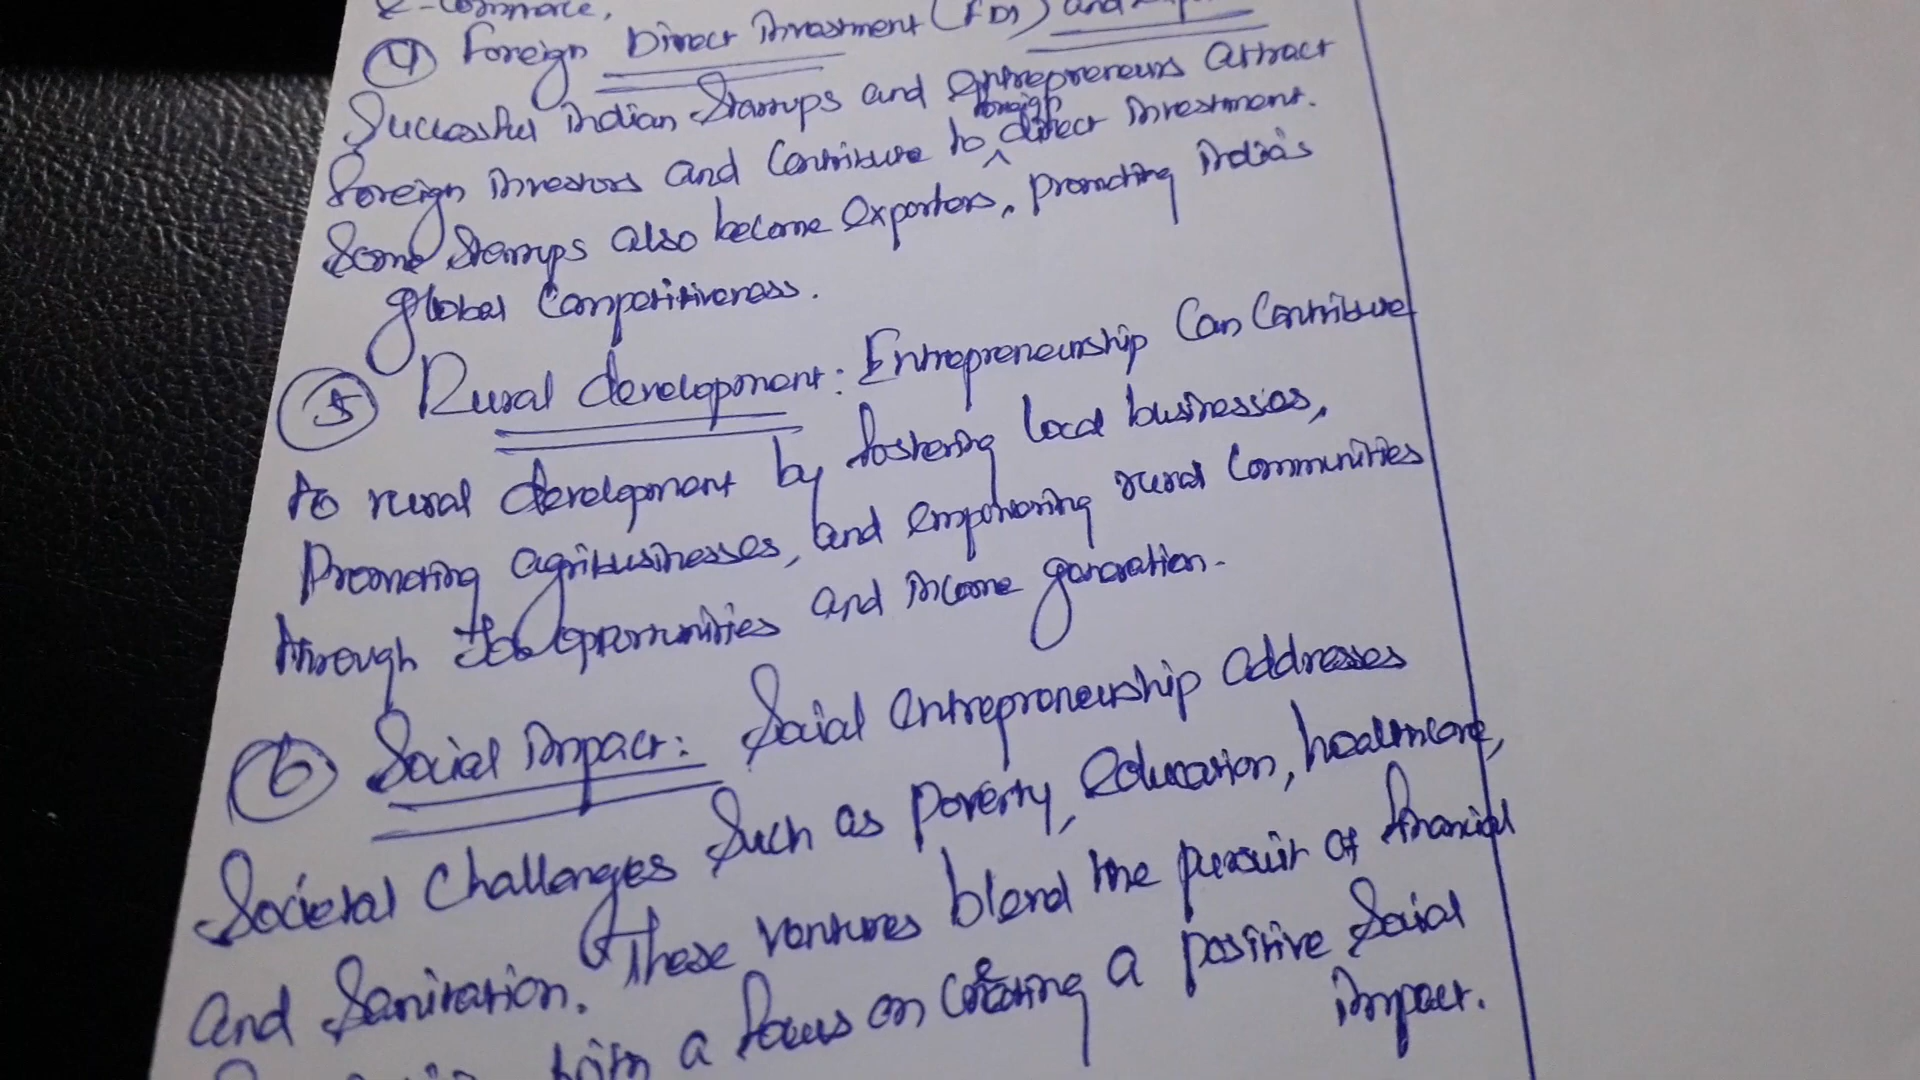 e-commerce,
④ Foreign Direct Investment (FDI) and
Successful indian Startups and entrepreneurs attract
foreign investors and Contribute to foreign direct investment.
Some Startups also become exporters, promoting india's
global Competitiveness.
⑤ Rural development: Entrepreneurship Can Contribute
to rural development by fostering local businesses,
Promoting agribusinesses, and empowering rural Communities
through Job opportunities and income generation.
⑥ Social impact: Social entrepreneurship addresses
Societal Challenges Such as poverty, education, healthcare,
and Sanitation. These ventures blend the pursuit of financial
with a focus on Creating a positive Social
impact.